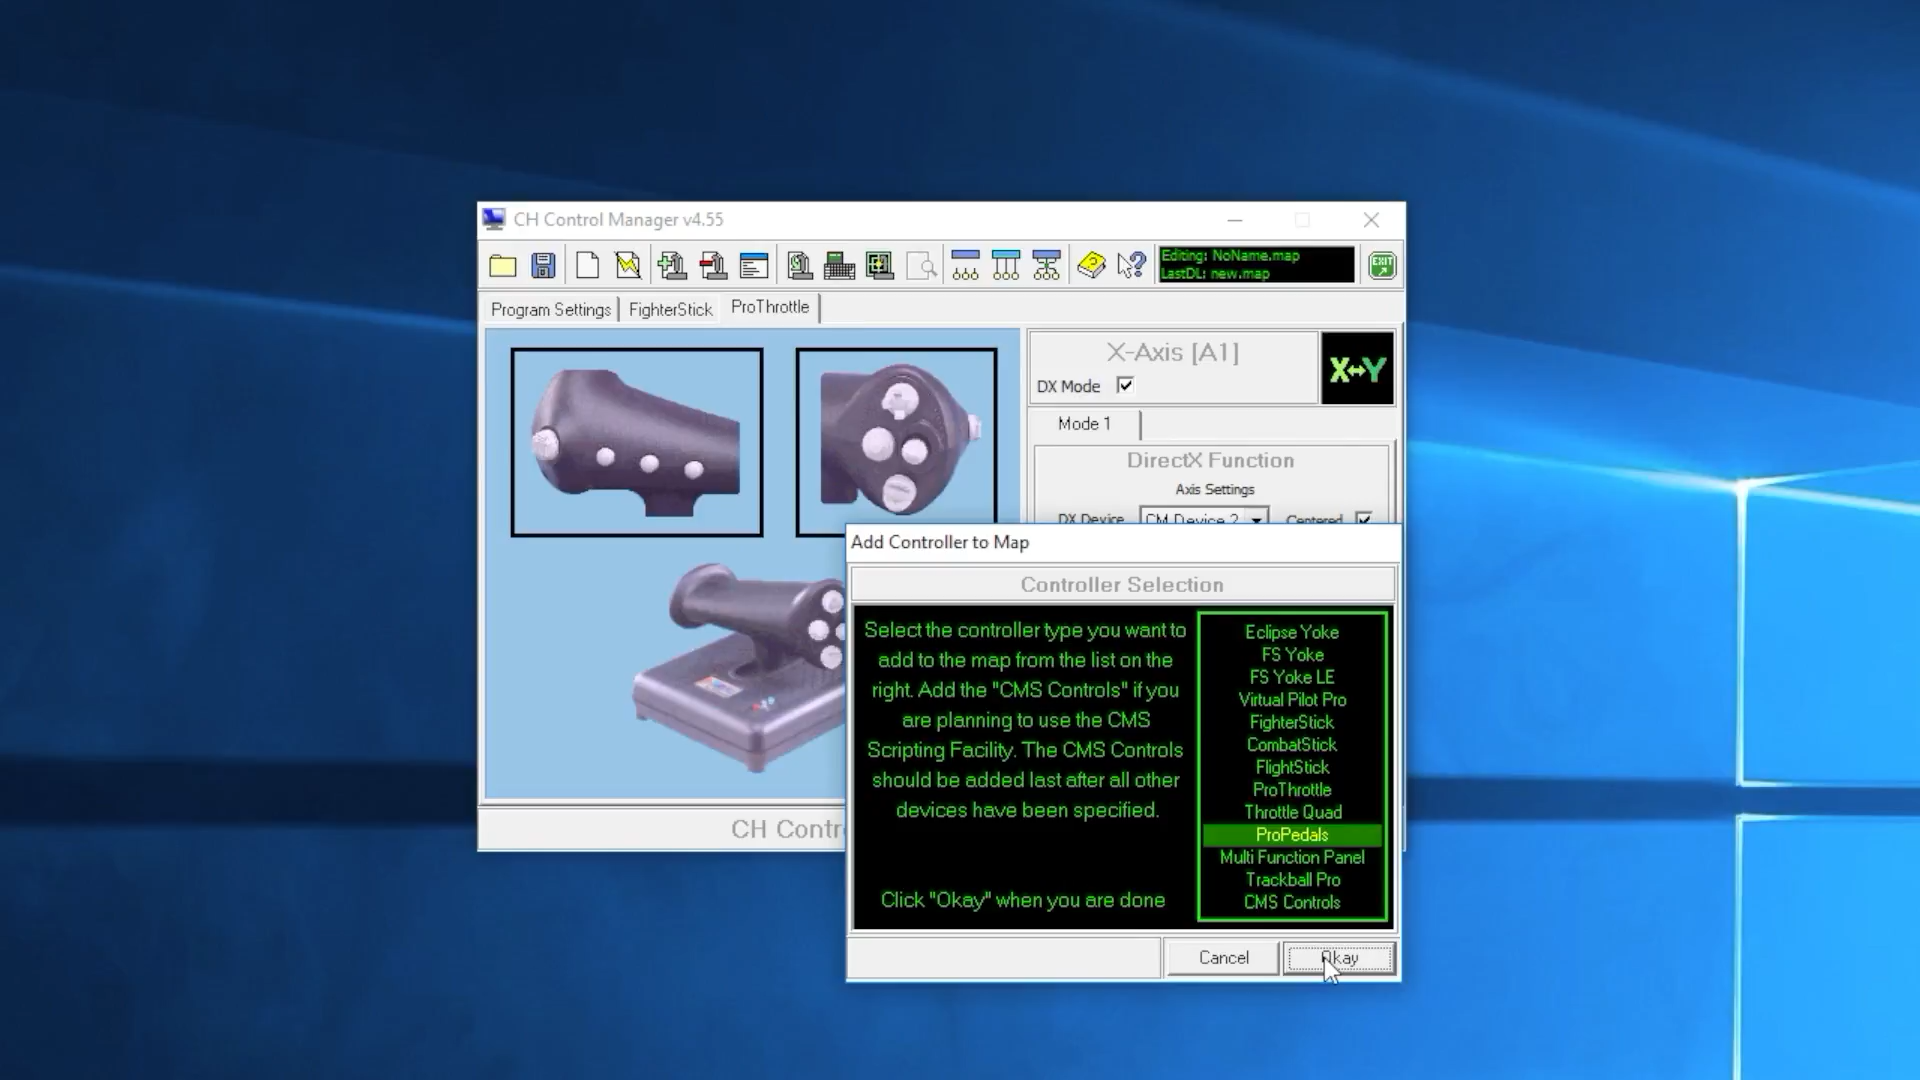 CH Control Manager v4.55
Editing: NoName.map
LastDL: new.map
EXIT
Program Settings
FighterStick
ProThrottle
X-Axis [A1]
X↔Y
DX Mode
Mode 1
DirectX Function
Axis Settings
DX Device
CM Device 2
Centered
Add Controller to Map
Controller Selection
Select the controller type you want to
add to the map from the list on the
right. Add the "CMS Controls" if you
are planning to use the CMS
Scripting Facility. The CMS Controls
should be added last after all other
devices have been specified.
Click "Okay" when you are done
Eclipse Yoke
FS Yoke
FS Yoke LE
Virtual Pilot Pro
FighterStick
CombatStick
FlightStick
ProThrottle
Throttle Quad
ProPedals
Multi Function Panel
Trackball Pro
CMS Controls
CH Contr
Cancel
Okay